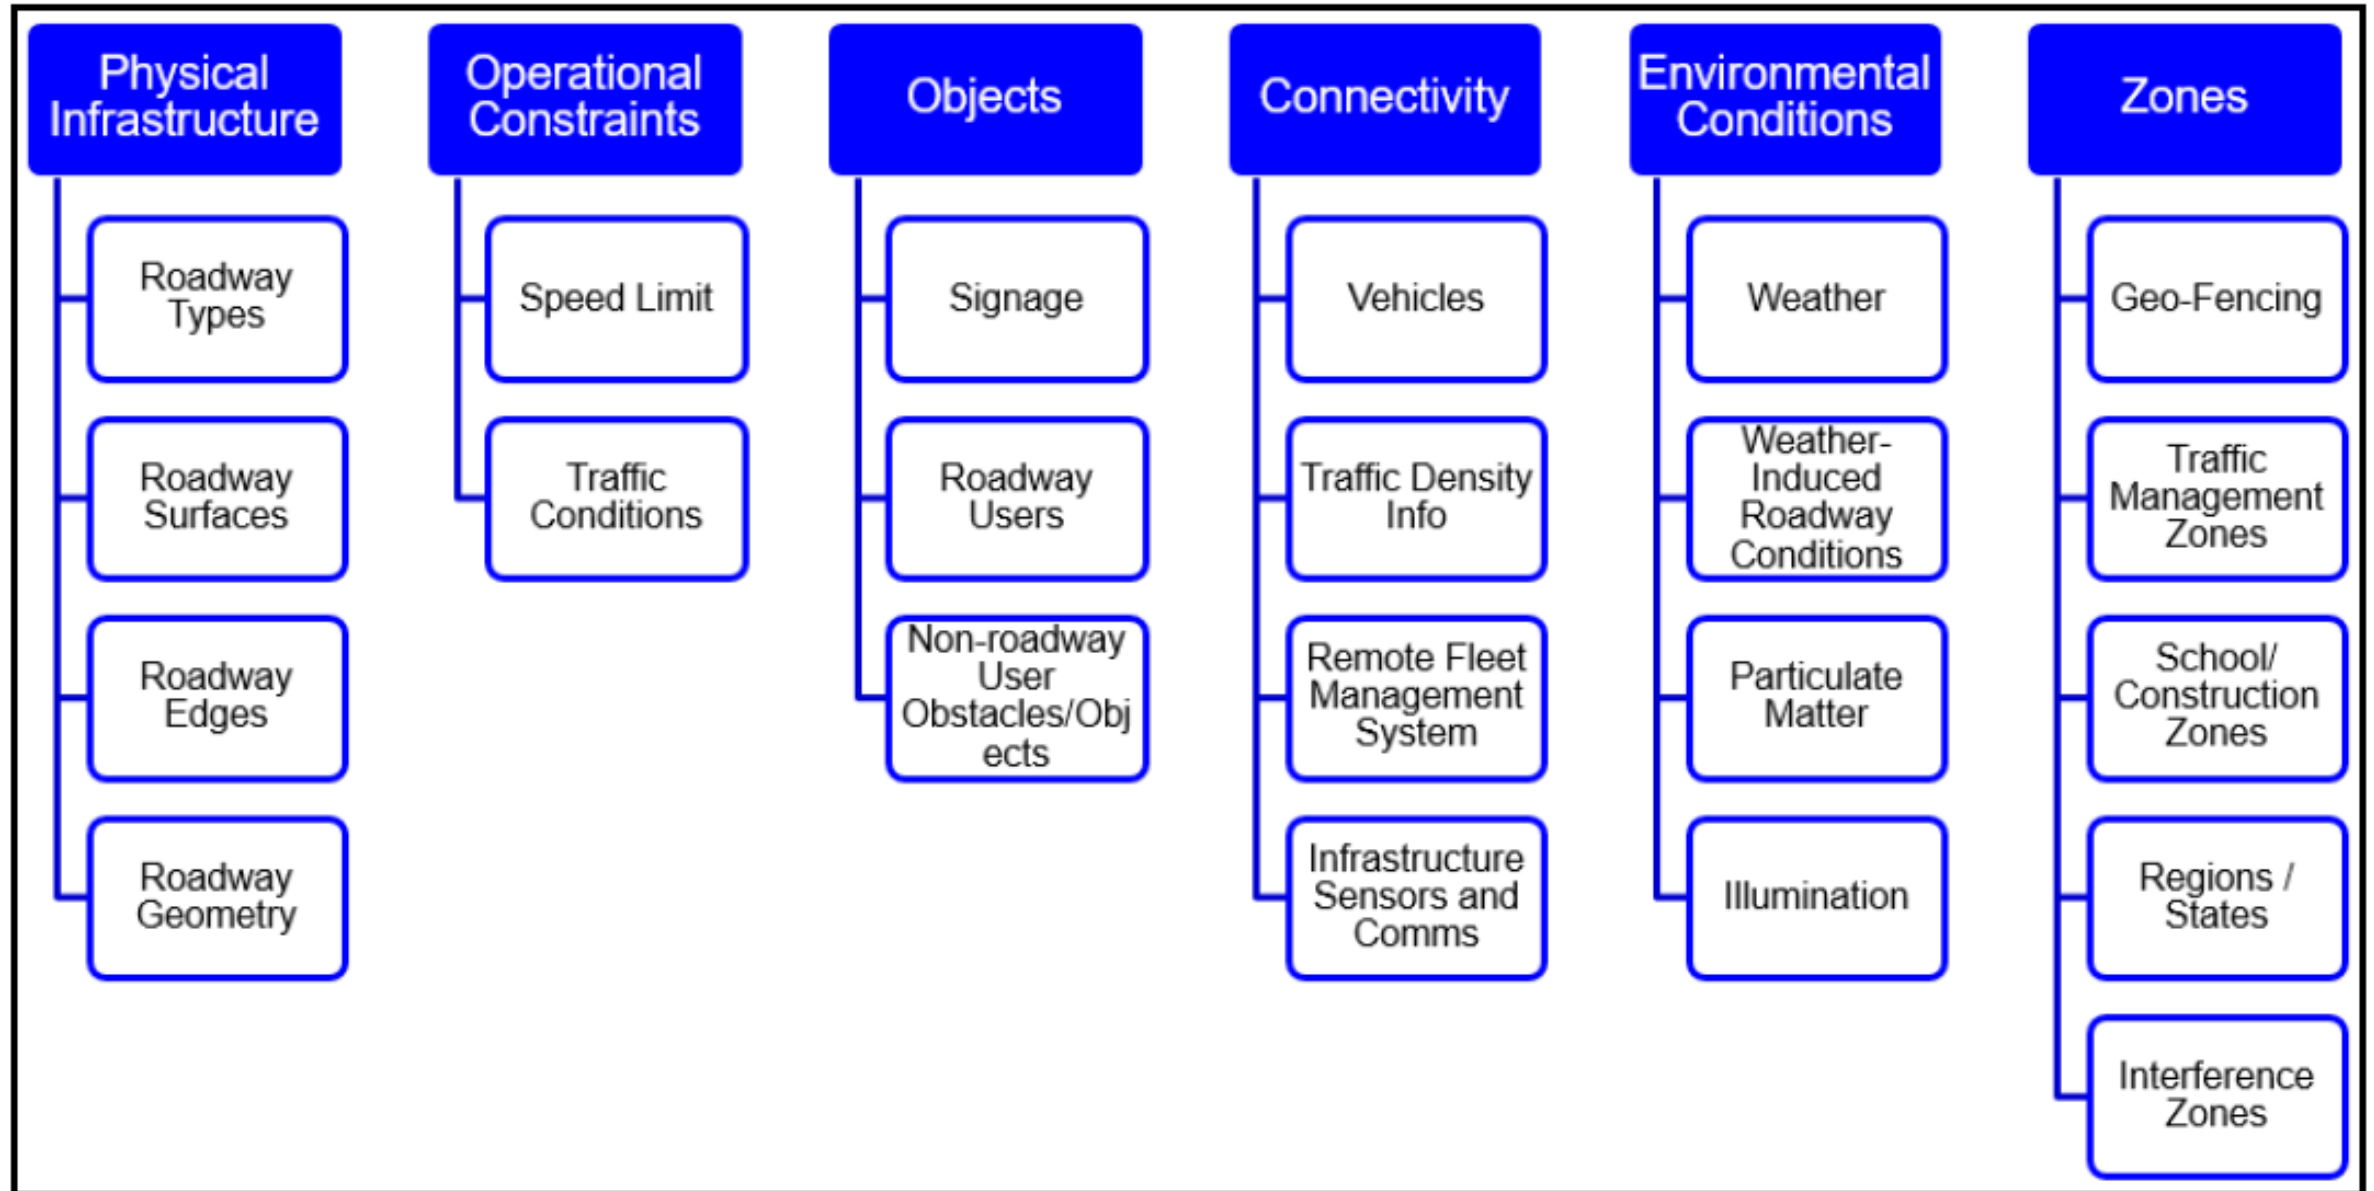 Physical
Infrastructure
Roadway
Types
Roadway
Surfaces
Roadway
Edges
Roadway
Geometry
Operational
Constraints
Speed Limit
Traffic
Conditions
Objects
Signage
Roadway
Users
Non-roadway
User
Obstacles/Obj
ects
Connectivity
Vehicles
Traffic Density
Info
Remote Fleet
Management
System
Infrastructure
Sensors and
Comms
Environmental
Conditions
Weather
Weather-
Induced
Roadway
Conditions
Particulate
Matter
Illumination
Zones
Geo-Fencing
Traffic
Management
Zones
School/
Construction
Zones
Regions /
States
Interference
Zones